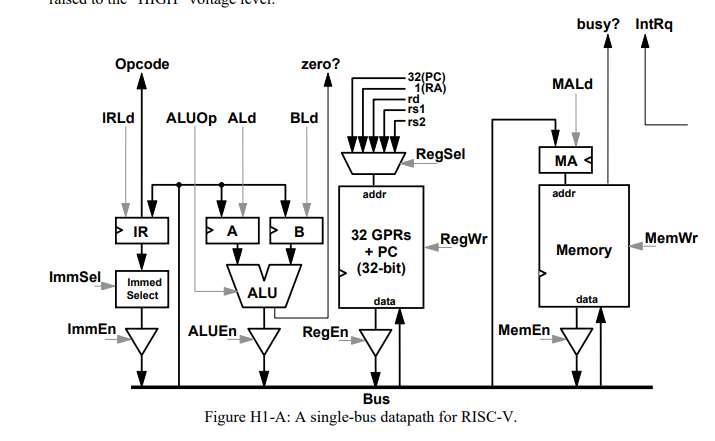 raised to the "HIGH" voltage level.
busy? IntRq
Opcode
zero?
32(PC)
1(RA)
rd
rs1
rs2
MALd
IRLd
ALUOp
ALd
BLd
RegSel
MA
addr
addr
IR
A
B
32 GPRs
+ PC
(32-bit)
RegWr
MemWr
Memory
ImmSel
Immed
Select
ALU
data
data
ImmEn
ALUEn
RegEn
MemEn
Bus
Figure H1-A: A single-bus datapath for RISC-V.